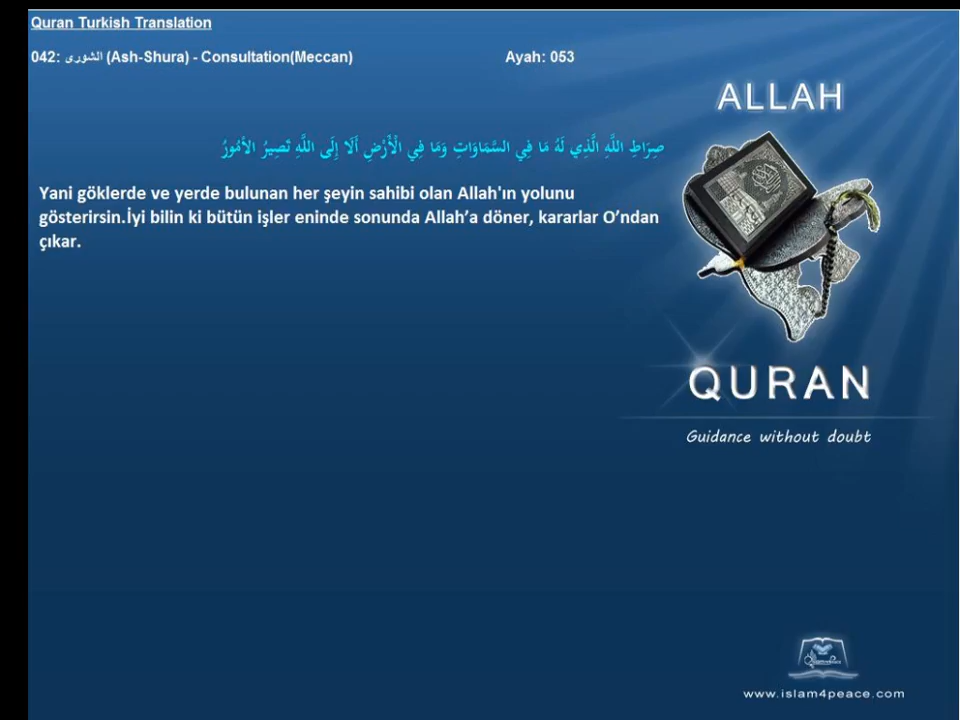 Quran Turkish Translation
042: الشورى (Ash-Shura) - Consultation(Meccan)
Ayah: 053
ALLAH
صِرَاطِ اللَّهِ الَّذِي لَهُ مَا فِي السَّمَاوَاتِ وَمَا فِي الْأَرْضِ أَلَا إِلَى اللَّهِ تَصِيرُ الْأُمُورُ
Yani göklerde ve yerde bulunan her şeyin sahibi olan Allah'ın yolunu
gösterirsin.İyi bilin ki bütün işler eninde sonunda Allah’a döner, kararlar O’ndan
çıkar.
QURAN
Guidance without doubt
www.islam4peace.com